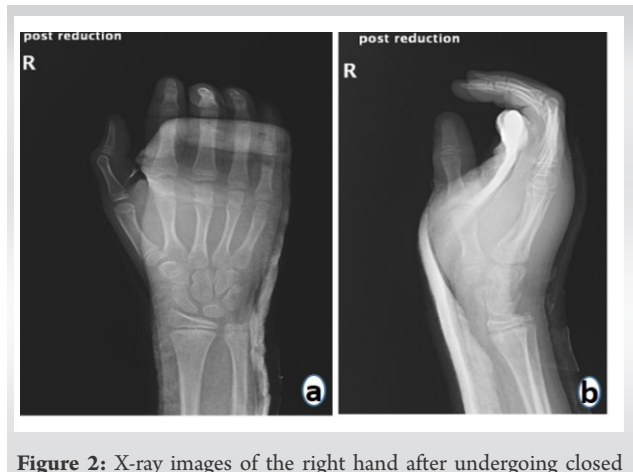 post reduction
R
a
post reduction
R
b
Figure 2: X-ray images of the right hand after undergoing closed